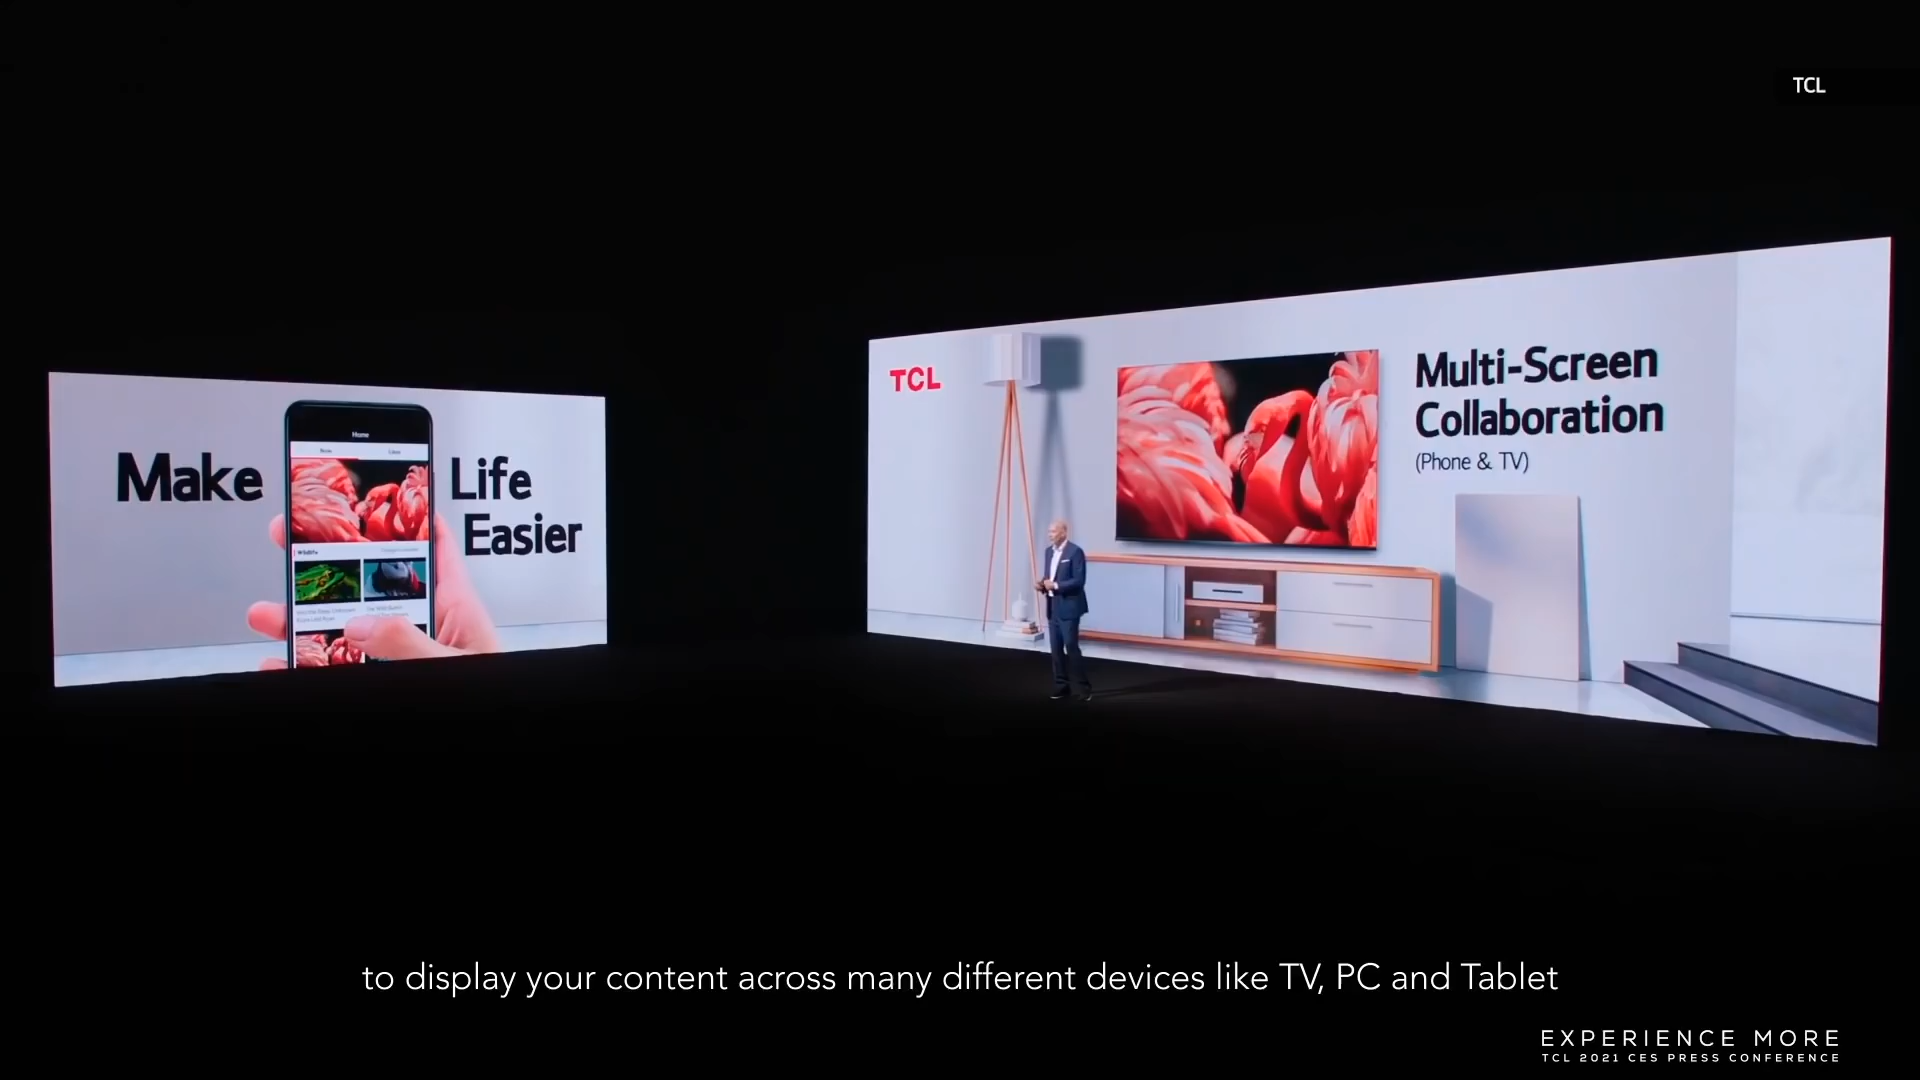 TCL
Make
Life
Easier
Home
TCL
Multi-Screen
Collaboration
(Phone & TV)
to display your content across many different devices like TV, PC and Tablet
EXPERIENCE MORE
TCL 2021 CES PRESS CONFERENCE